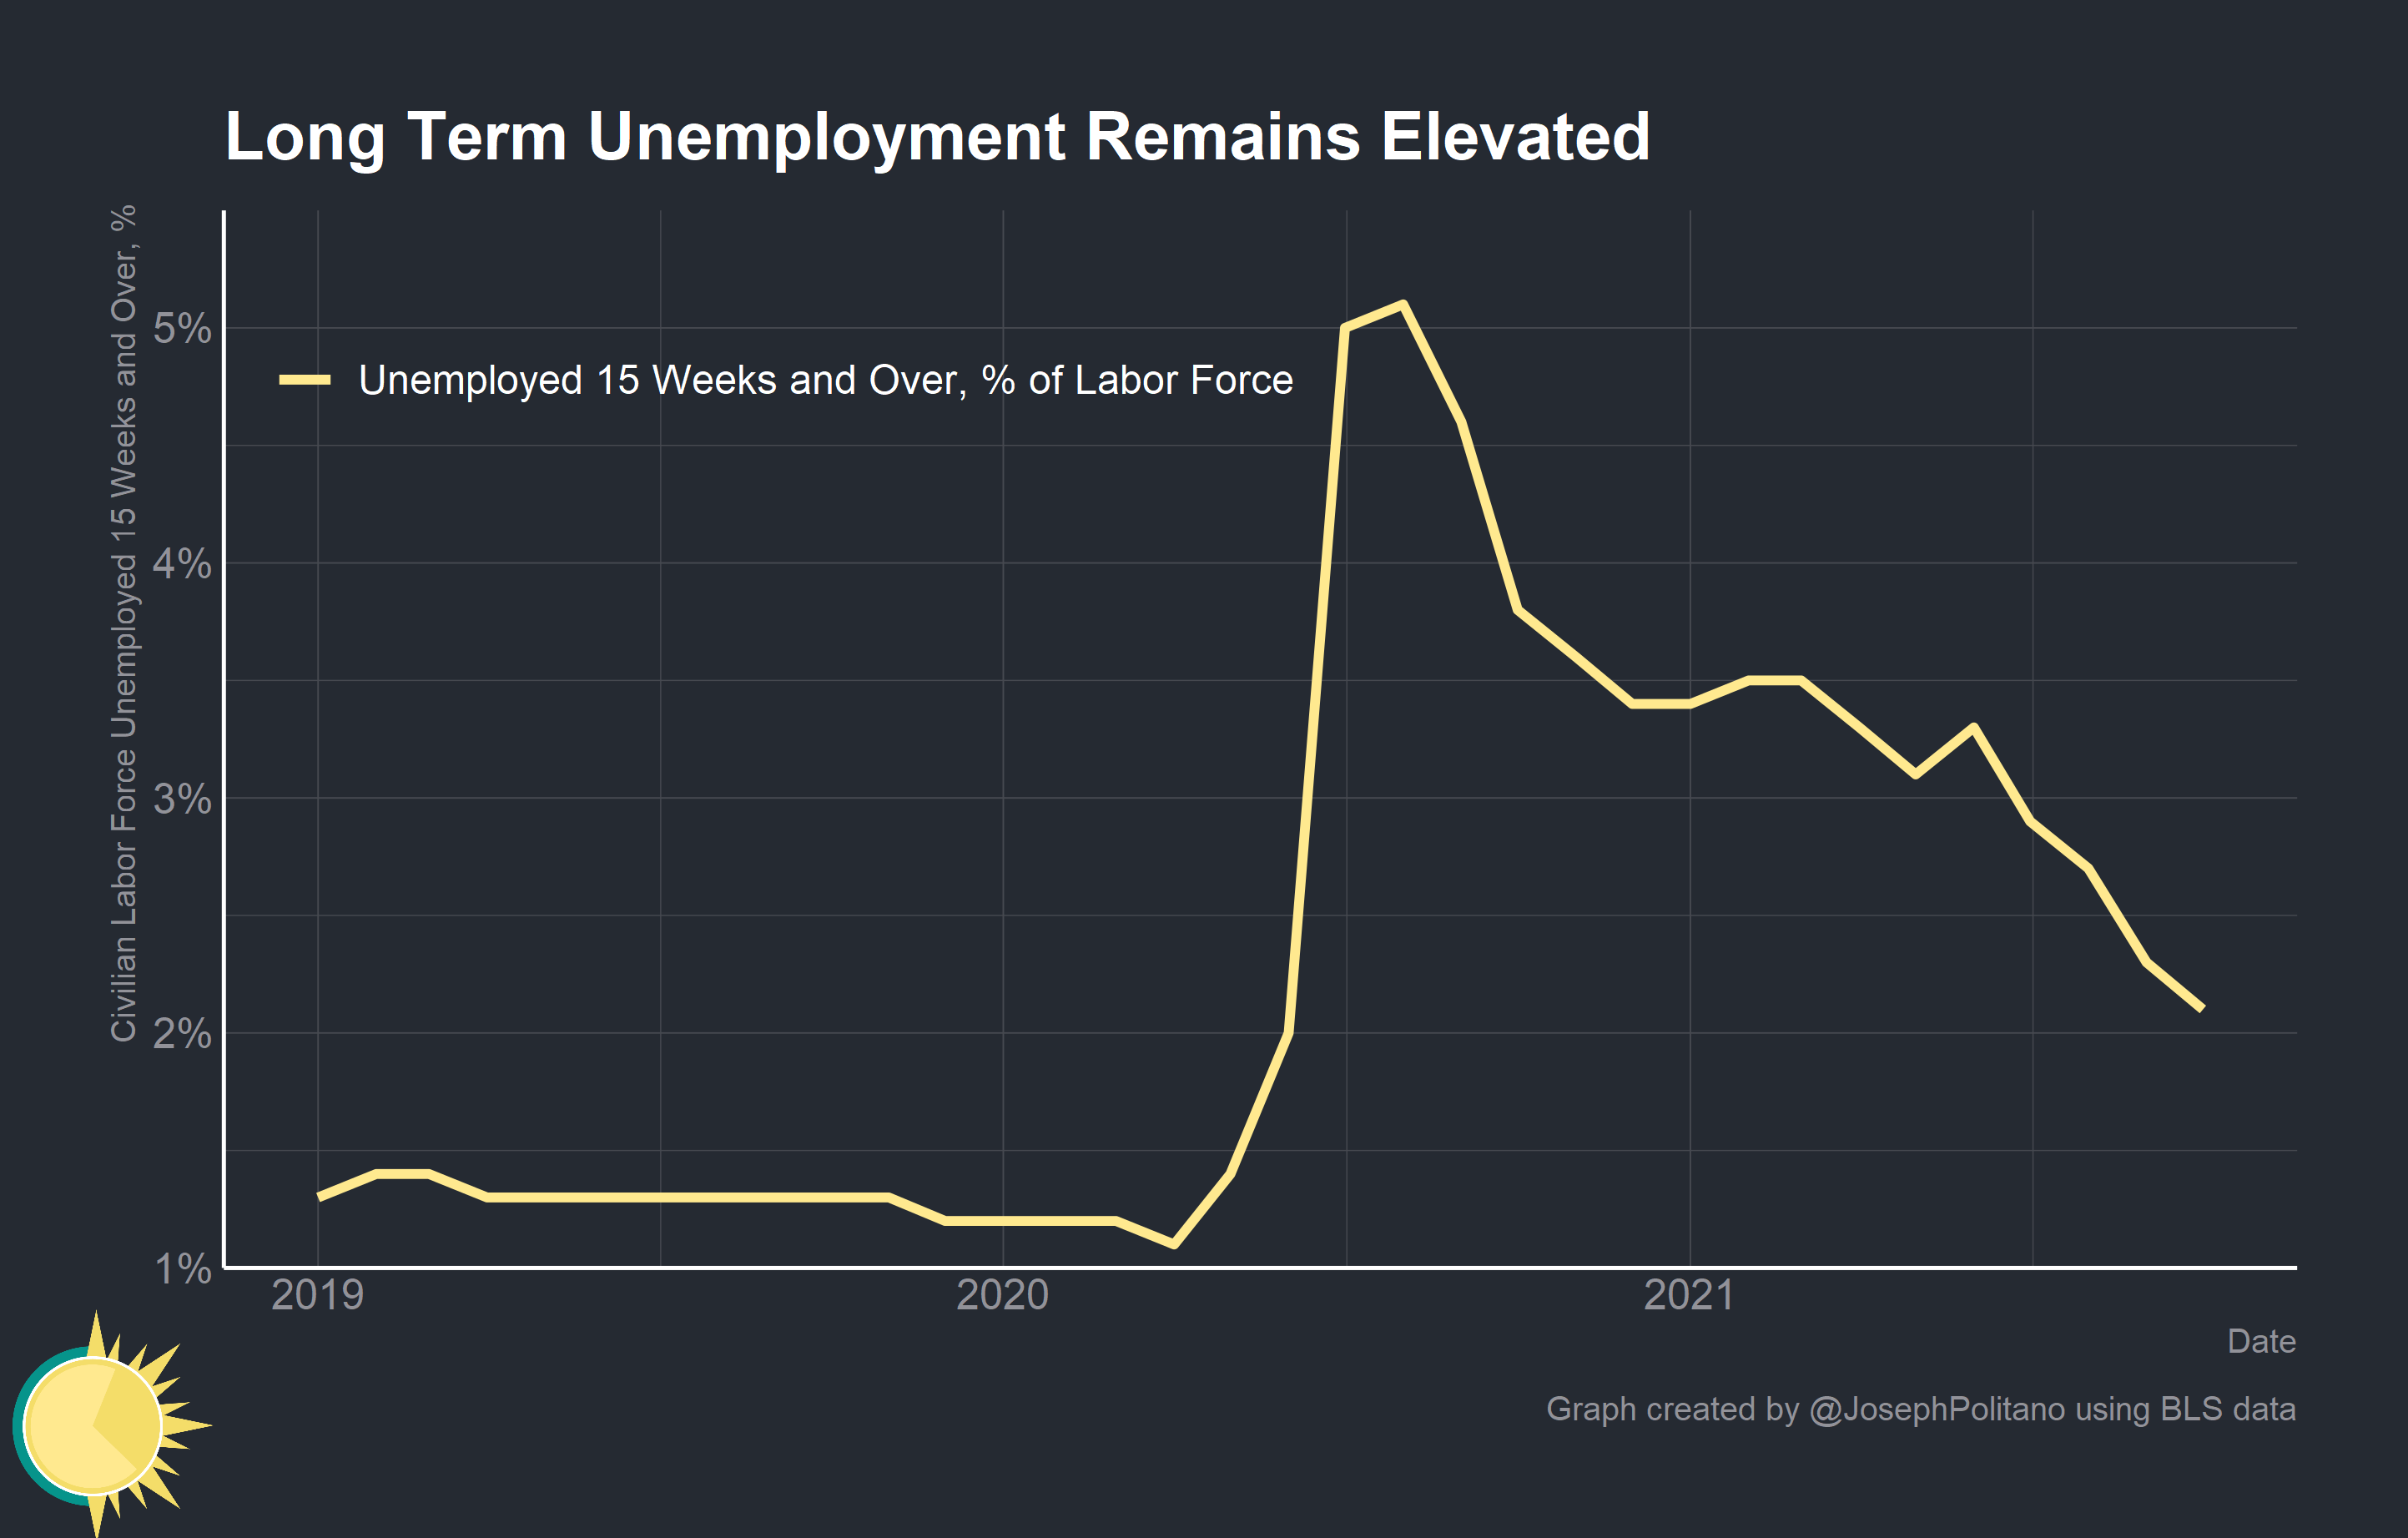 Long Term Unemployment Remains Elevated
Civilian Labor Force Unemployed 15 Weeks and Over, %
5%
Unemployed 15 Weeks and Over, % of Labor Force
4%
3%
2%
1%
2019
2020
2021
Date
Graph created by @JosephPolitano using BLS data